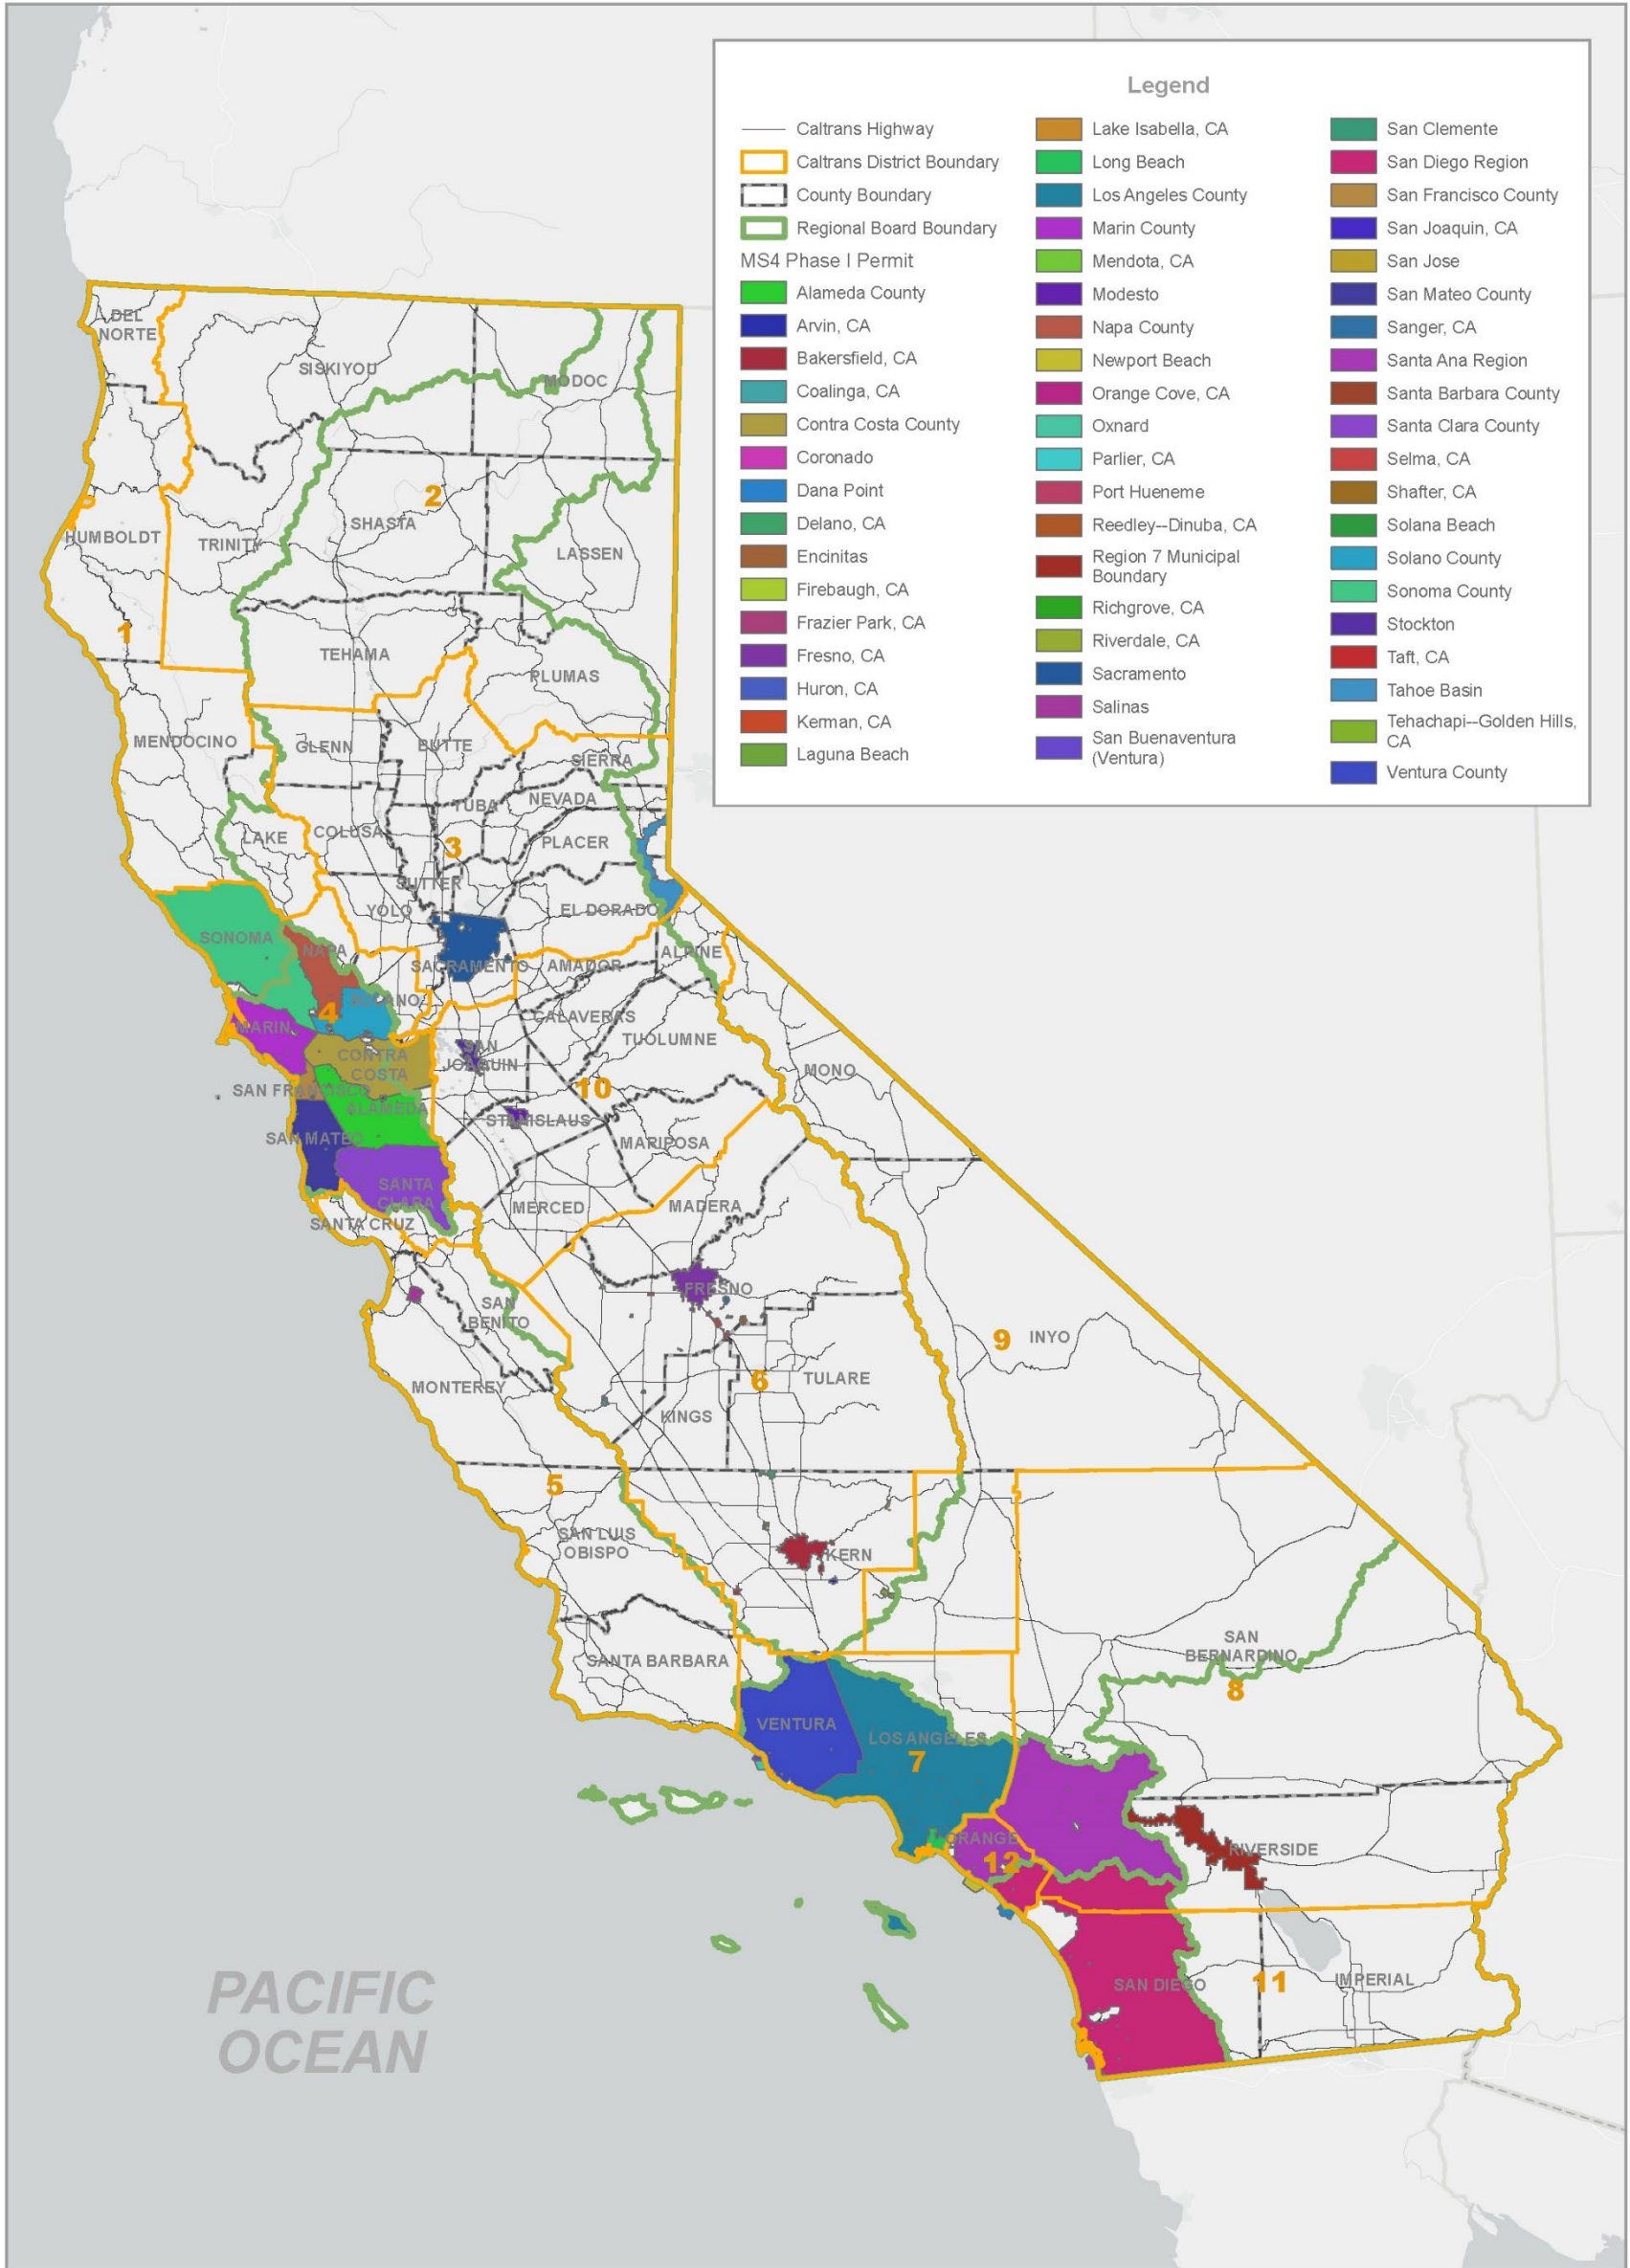 Legend
Caltrans Highway
Caltrans District Boundary
County Boundary
Regional Board Boundary
MS4 Phase I Permit
Alameda County
Arvin, CA
Bakersfield, CA
Coalinga, CA
Contra Costa County
Coronado
Dana Point
Delano, CA
Encinitas
Firebaugh, CA
Frazier Park, CA
Fresno, CA
Huron, CA
Kerman, CA
Laguna Beach
Lake Isabella, CA
Long Beach
Los Angeles County
Marin County
Mendota, CA
Modesto
Napa County
Newport Beach
Orange Cove, CA
Oxnard
Parlier, CA
Port Hueneme
Reedley--Dinuba, CA
Region 7 Municipal
Boundary
Richgrove, CA
Riverdale, CA
Sacramento
Salinas
San Buenaventura
(Ventura)
San Clemente
San Diego Region
San Francisco County
San Joaquin, CA
San Jose
San Mateo County
Sanger, CA
Santa Ana Region
Santa Barbara County
Santa Clara County
Selma, CA
Shafter, CA
Solana Beach
Solano County
Sonoma County
Stockton
Taft, CA
Tahoe Basin
Tehachapi--Golden Hills,
CA
Ventura County
DEL
NORTE
SISKIYOU
MODOC
2
SHASTA
HUMBOLDT
TRINITY
LASSEN
1
TEHAMA
PLUMAS
MENDOCINO
GLENN
BUTTE
SIERRA
YUBA
NEVADA
LAKE
COLUSA
3
PLACER
SUTTER
YOLO
EL DORADO
SONOMA
NAPA
SACRAMENTO
AMADOR
ALPINE
SOLANO
4
MARIN
CALAVERAS
TUOLUMNE
CONTRA
COSTA
SAN
JOAQUIN
MONO
SAN FRANCISCO
10
ALAMEDA
STANISLAUS
SAN MATEO
MARIPOSA
SANTA
CLARA
MERCED
MADERA
SANTA CRUZ
FRESNO
SAN
BENITO
9
INYO
MONTEREY
6
TULARE
KINGS
5
SAN LUIS
OBISPO
KERN
SAN
BERNARDINO
SANTA BARBARA
8
VENTURA
LOS ANGELES
7
ORANGE
12
RIVERSIDE
PACIFIC
OCEAN
SAN DIEGO
11
IMPERIAL